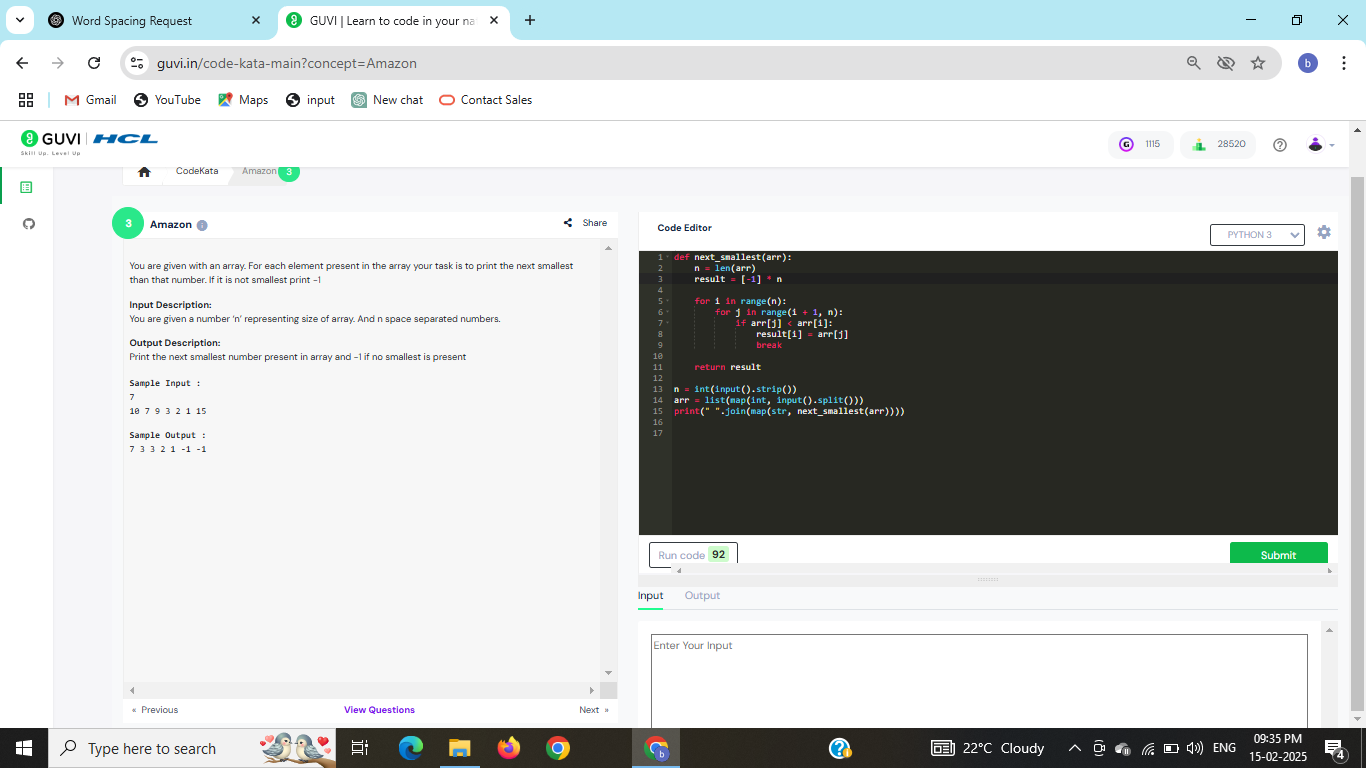 Word Spacing Request
GUVI | Learn to code in your na
guvi.in/code-kata-main?concept=Amazon
b
Gmail
YouTube
Maps
input
New chat
Contact Sales
GUVI | HCL
Skill Up. Level Up
G 1115
28520
CodeKata
Amazon 3
3 Amazon
Share
You are given with an array. For each element present in the array your task is to print the next smallest
than that number. If it is not smallest print -1
Input Description:
You are given a number ‘n’ representing size of array. And n space separated numbers.
Output Description:
Print the next smallest number present in array and -1 if no smallest is present
Sample Input :
7
10 7 9 3 2 1 15
Sample Output :
7 3 3 2 1 -1 -1
« Previous
View Questions
Next »
Code Editor
PYTHON 3
1 def next_smallest(arr):
2     n = len(arr)
3     result = [-1] * n
4
5     for i in range(n):
6         for j in range(i + 1, n):
7             if arr[j] < arr[i]:
8                 result[i] = arr[j]
9                 break
10
11     return result
12
13 n = int(input().strip())
14 arr = list(map(int, input().split()))
15 print(" ".join(map(str, next_smallest(arr))))
16
17
Run code 92
Submit
Input
Output
Enter Your Input
Type here to search
22°C Cloudy
ENG
09:35 PM
15-02-2025
4